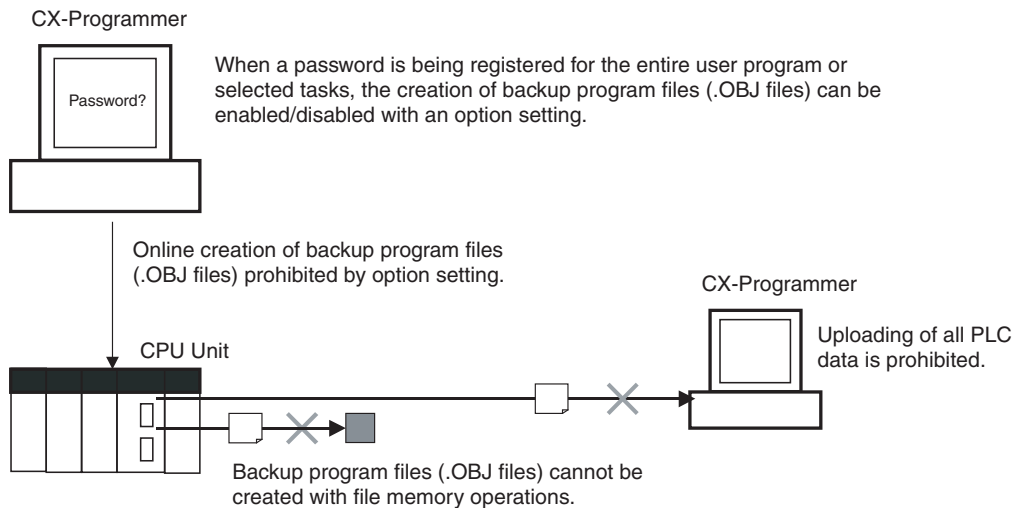 CX-Programmer
Password?
When a password is being registered for the entire user program or
selected tasks, the creation of backup program files (.OBJ files) can be
enabled/disabled with an option setting.
Online creation of backup program files
(.OBJ files) prohibited by option setting.
CX-Programmer
Uploading of all PLC
data is prohibited.
CPU Unit
Backup program files (.OBJ files) cannot be
created with file memory operations.